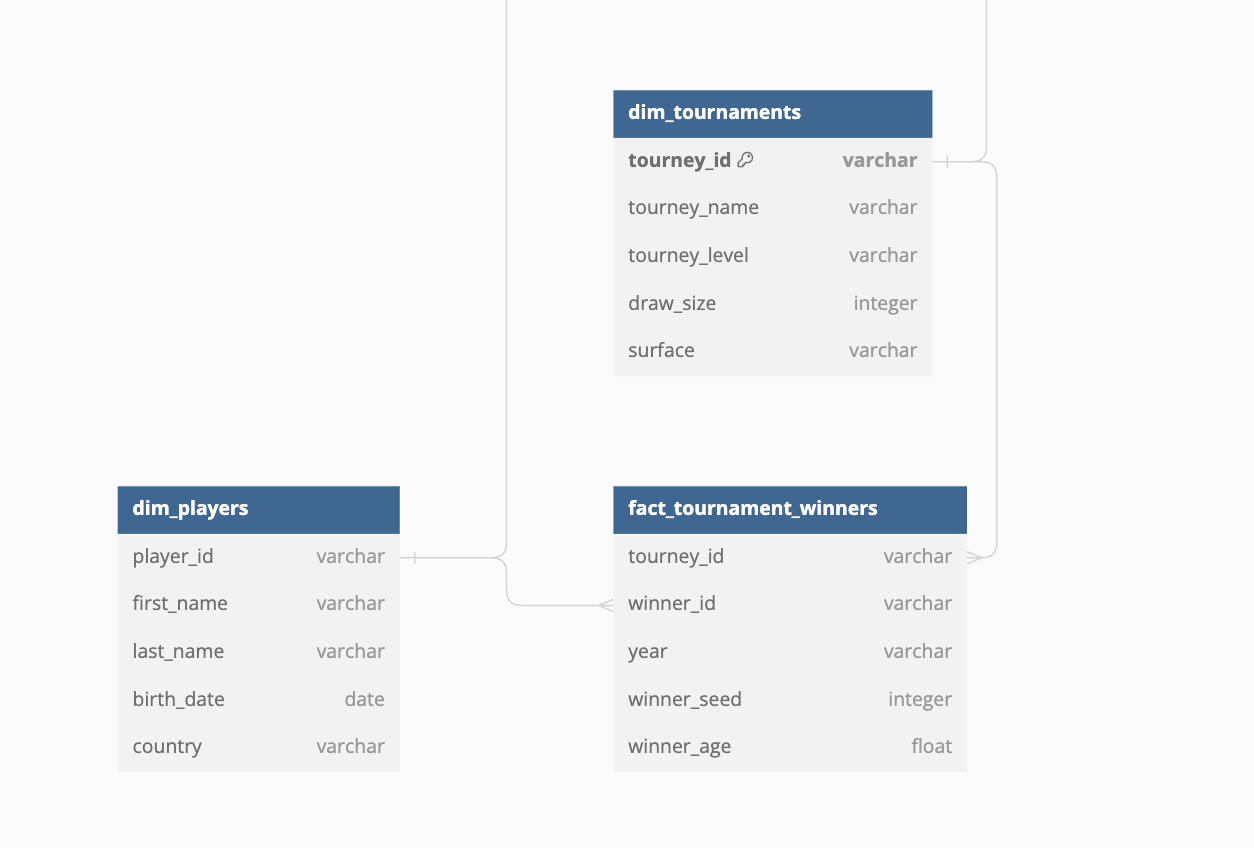 dim_tournaments
tourney_id varchar
tourney_name varchar
tourney_level varchar
draw_size integer
surface varchar
dim_players
player_id varchar
first_name varchar
last_name varchar
birth_date date
country varchar
fact_tournament_winners
tourney_id varchar
winner_id varchar
year varchar
winner_seed integer
winner_age float